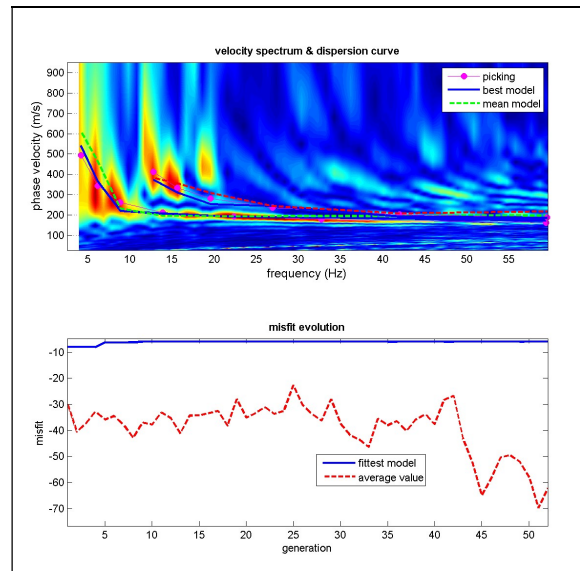 velocity spectrum & dispersion curve
phase velocity (m/s)
900
800
700
600
500
400
300
200
100
picking
best model
mean model
5 10 15 20 25 30 35 40 45 50 55
frequency (Hz)
misfit evolution
misfit
-10
-20
-30
-40
-50
-60
-70
fittest model
average value
5 10 15 20 25 30 35 40 45 50
generation